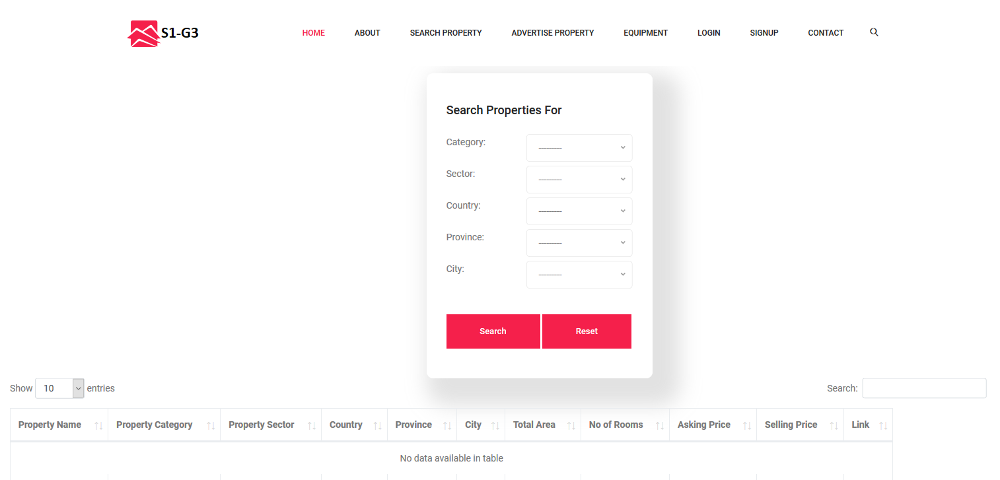 S1-G3 HOME ABOUT SEARCH PROPERTY ADVERTISE PROPERTY EQUIPMENT LOGIN SIGNUP CONTACT
Search Properties For
Category: ---------
Sector: ---------
Country: ---------
Province: ---------
City: ---------
Search Reset
Show 10 entries Search:
Property Name Property Category Property Sector Country Province City Total Area No of Rooms Asking Price Selling Price Link
No data available in table